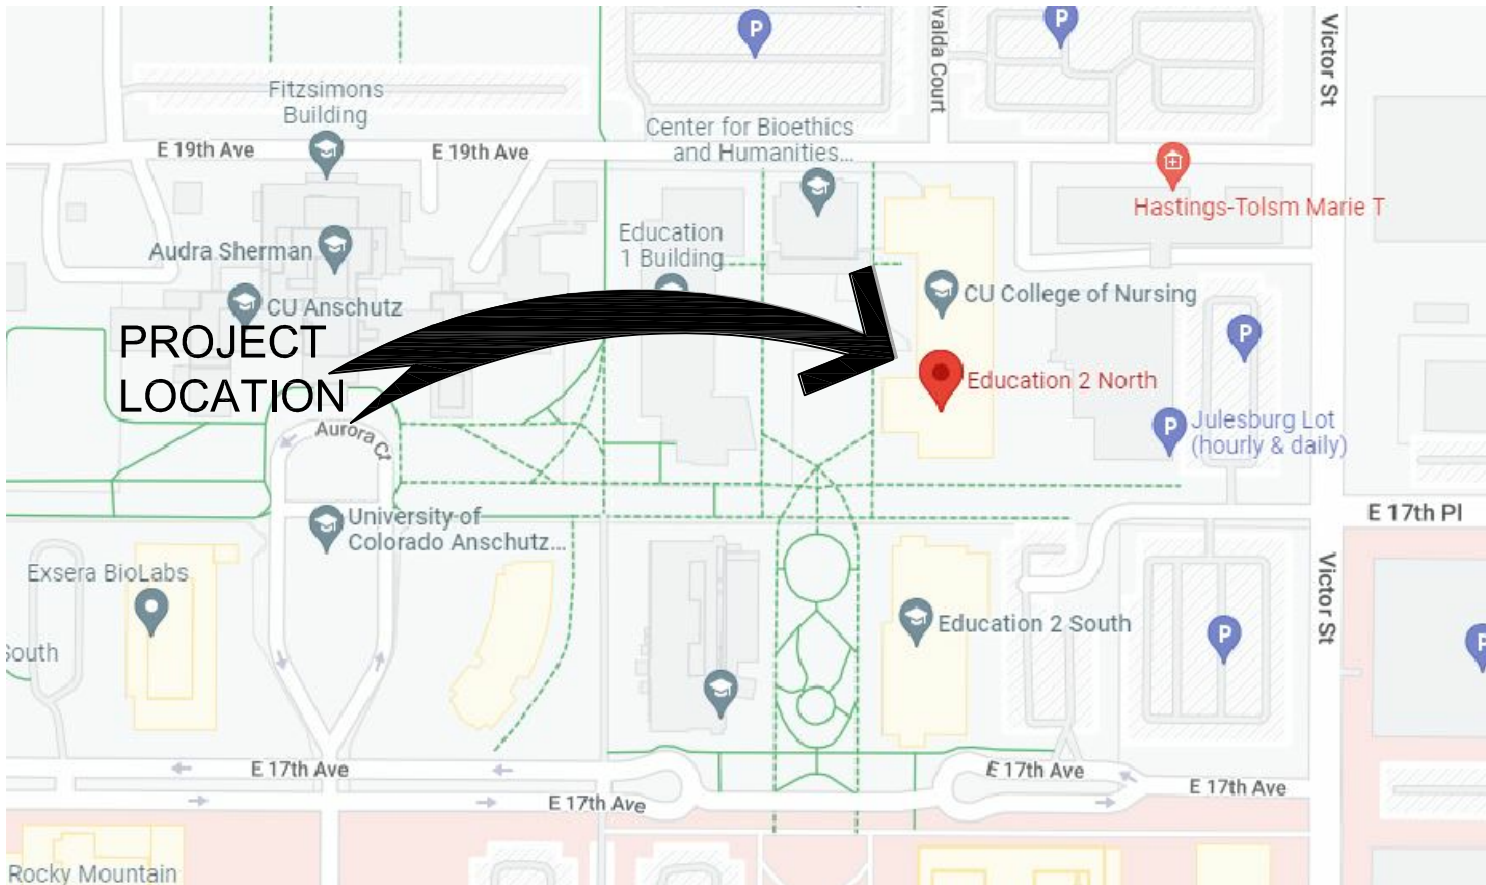 Victor St
valda Court
Fitzsimons
Building
Center for Bioethics
and Humanities...
E 19th Ave
E 19th Ave
Hastings-Tolsm Marie T
Education
1 Building
Audra Sherman
CU College of Nursing
CU Anschutz
PROJECT
LOCATION
Education 2 North
Julesburg Lot
(hourly & daily)
Aurora Ct
University of
Colorado Anschutz...
E 17th Pl
Exsera BioLabs
Victor St
Education 2 South
South
E 17th Ave
E 17th Ave
E 17th Ave
E 17th Ave
Rocky Mountain
P
P
P
P
P
P